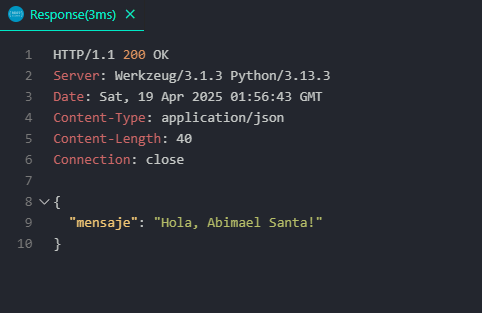 Response(3ms) ×
1 HTTP/1.1 200 OK
2 Server: Werkzeug/3.1.3 Python/3.13.3
3 Date: Sat, 19 Apr 2025 01:56:43 GMT
4 Content-Type: application/json
5 Content-Length: 40
6 Connection: close
7
8 {
9 "mensaje": "Hola, Abimael Santa!"
10 }